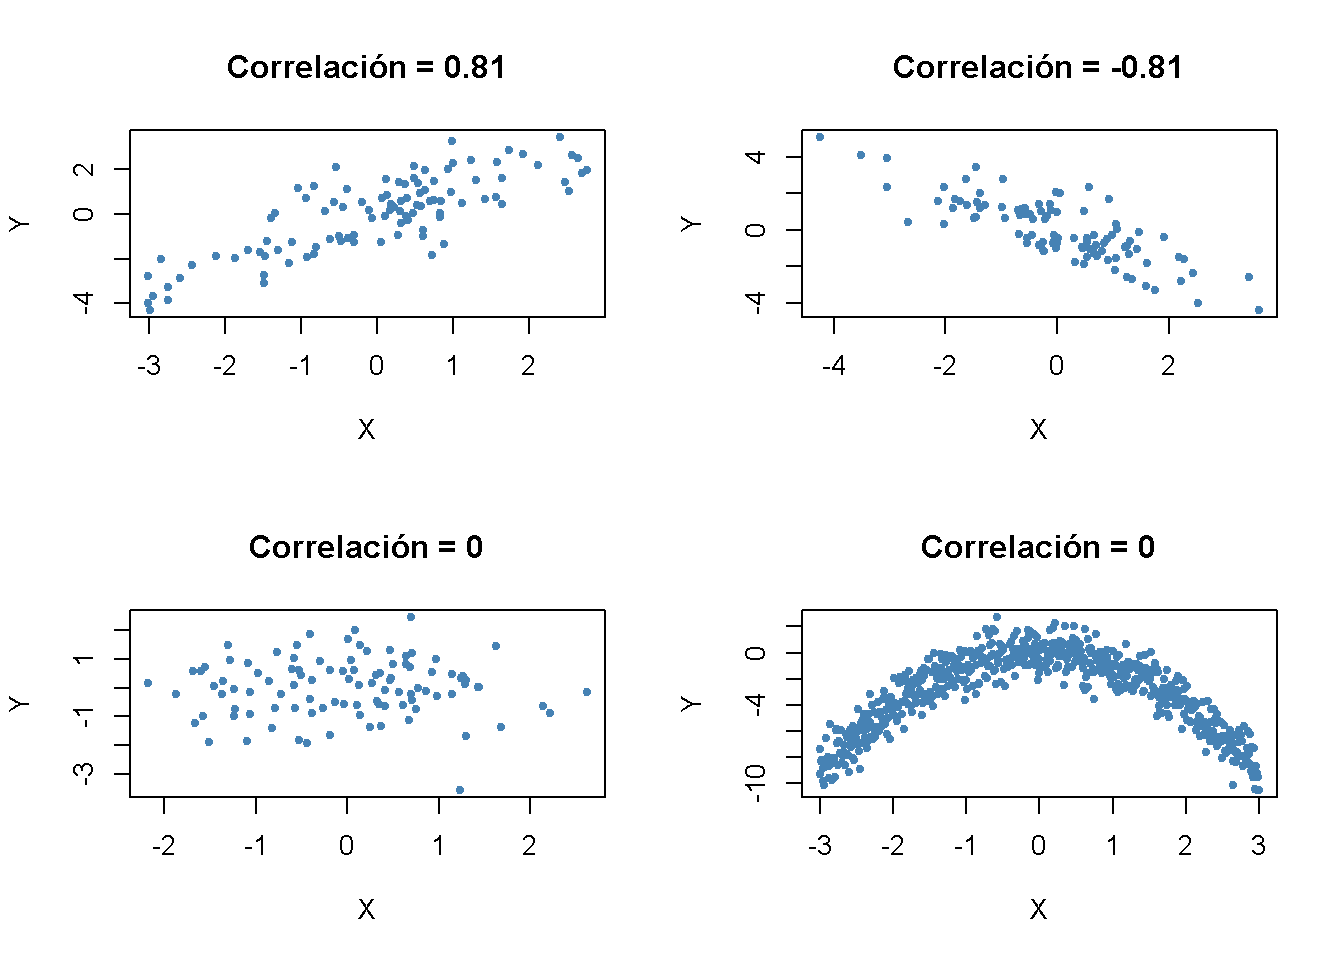 Correlación = 0.81
Y
2
0
-4
-3 -2 -1 0 1 2
X
Correlación = -0.81
Y
4
0
-4
-4 -2 0 2
X
Correlación = 0
Y
1
-1
-3
-2 -1 0 1 2
X
Correlación = 0
Y
0
-4
-10
-3 -2 -1 0 1 2 3
X